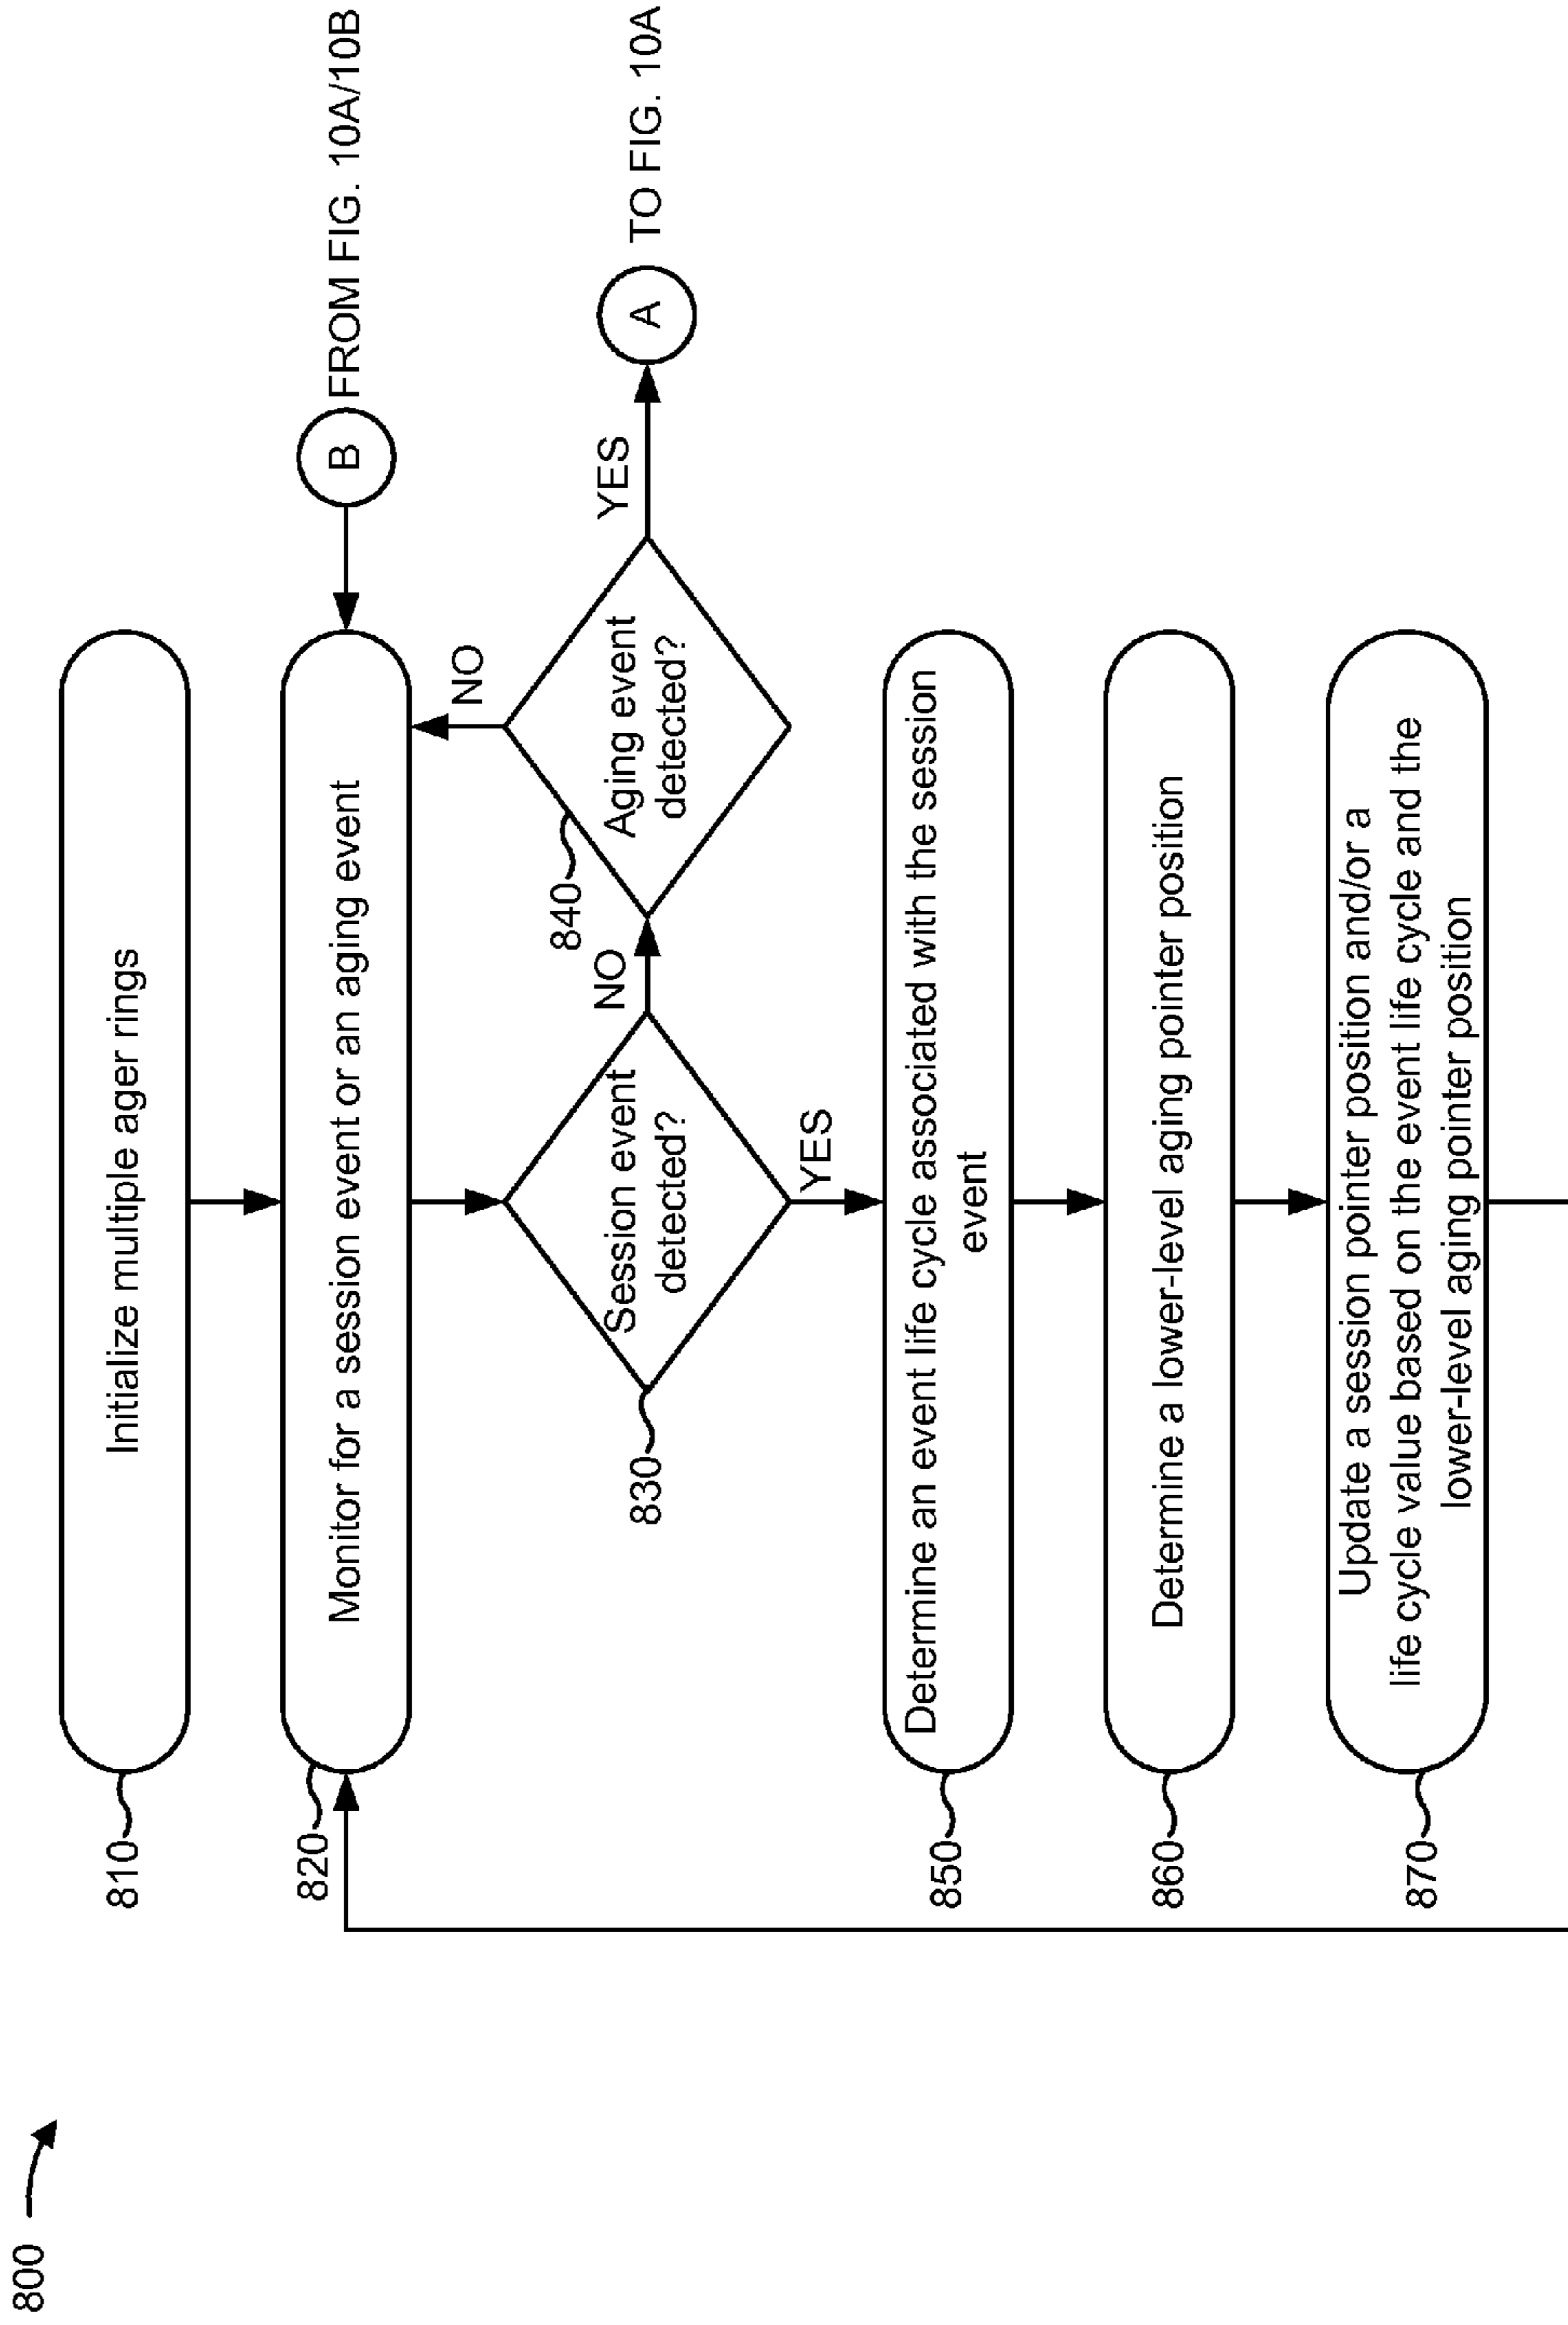 800
810
Initialize multiple ager rings
820
Monitor for a session event or an aging event
B
FROM FIG. 10A/10B
830
Session event
detected?
NO
840
Aging event
detected?
NO
YES
A
TO FIG. 10A
YES
850
Determine an event life cycle associated with the session
event
860
Determine a lower-level aging pointer position
870
Update a session pointer position and/or a
life cycle value based on the event life cycle and the
lower-level aging pointer position